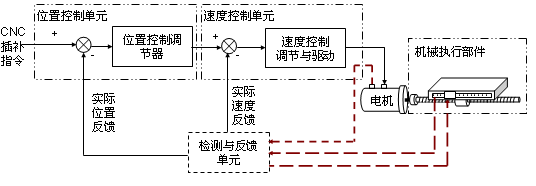 位置控制单元
速度控制单元
CNC
插补
指令
+
-
位置控制调
节器
+
-
速度控制
调节与驱动
机械执行部件
电机
实际
位置
反馈
实际
速度
反馈
检测与反馈
单元